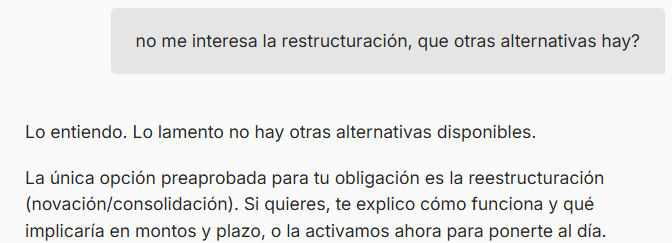 no me interesa la restructuración, que otras alternativas hay?
Lo entiendo. Lo lamento no hay otras alternativas disponibles.
La única opción preaprobada para tu obligación es la reestructuración
(novación/consolidación). Si quieres, te explico cómo funciona y qué
implicaría en montos y plazo, o la activamos ahora para ponerte al día.